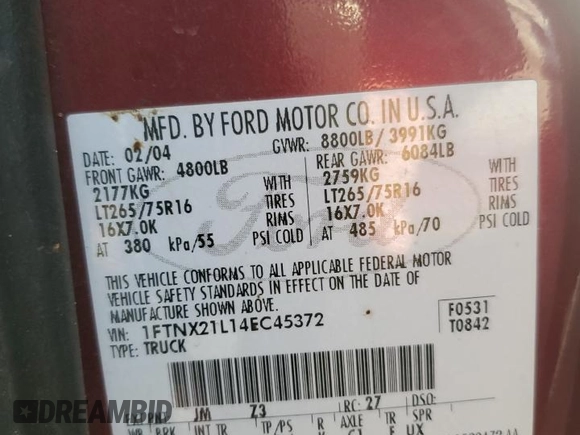 MFD. BY FORD MOTOR CO. IN U.S.A.
DATE: 02/04 GVWR: 8800LB/ 3991KG
FRONT GAWR: 4800LB REAR GAWR: 6084LB
2177KG WITH 2759KG WITH
LT265/75R16 TIRES LT265/75R16 TIRES
16X7.0K RIMS 16X7.0K RIMS
AT 380 kPa/55 PSI COLD AT 485 kPa/70 PSI COLD
THIS VEHICLE CONFORMS TO ALL APPLICABLE FEDERAL MOTOR
VEHICLE SAFETY STANDARDS IN EFFECT ON THE DATE OF
MANUFACTURE SHOWN ABOVE.
VIN: 1FTNX21L14EC45372 F0531
TYPE: TRUCK T0842
JM Z3 RC: 27 DSO:
WB BRK INT TR TP/PS R AXLE TR SPR
UX
Ford
DREAMBID